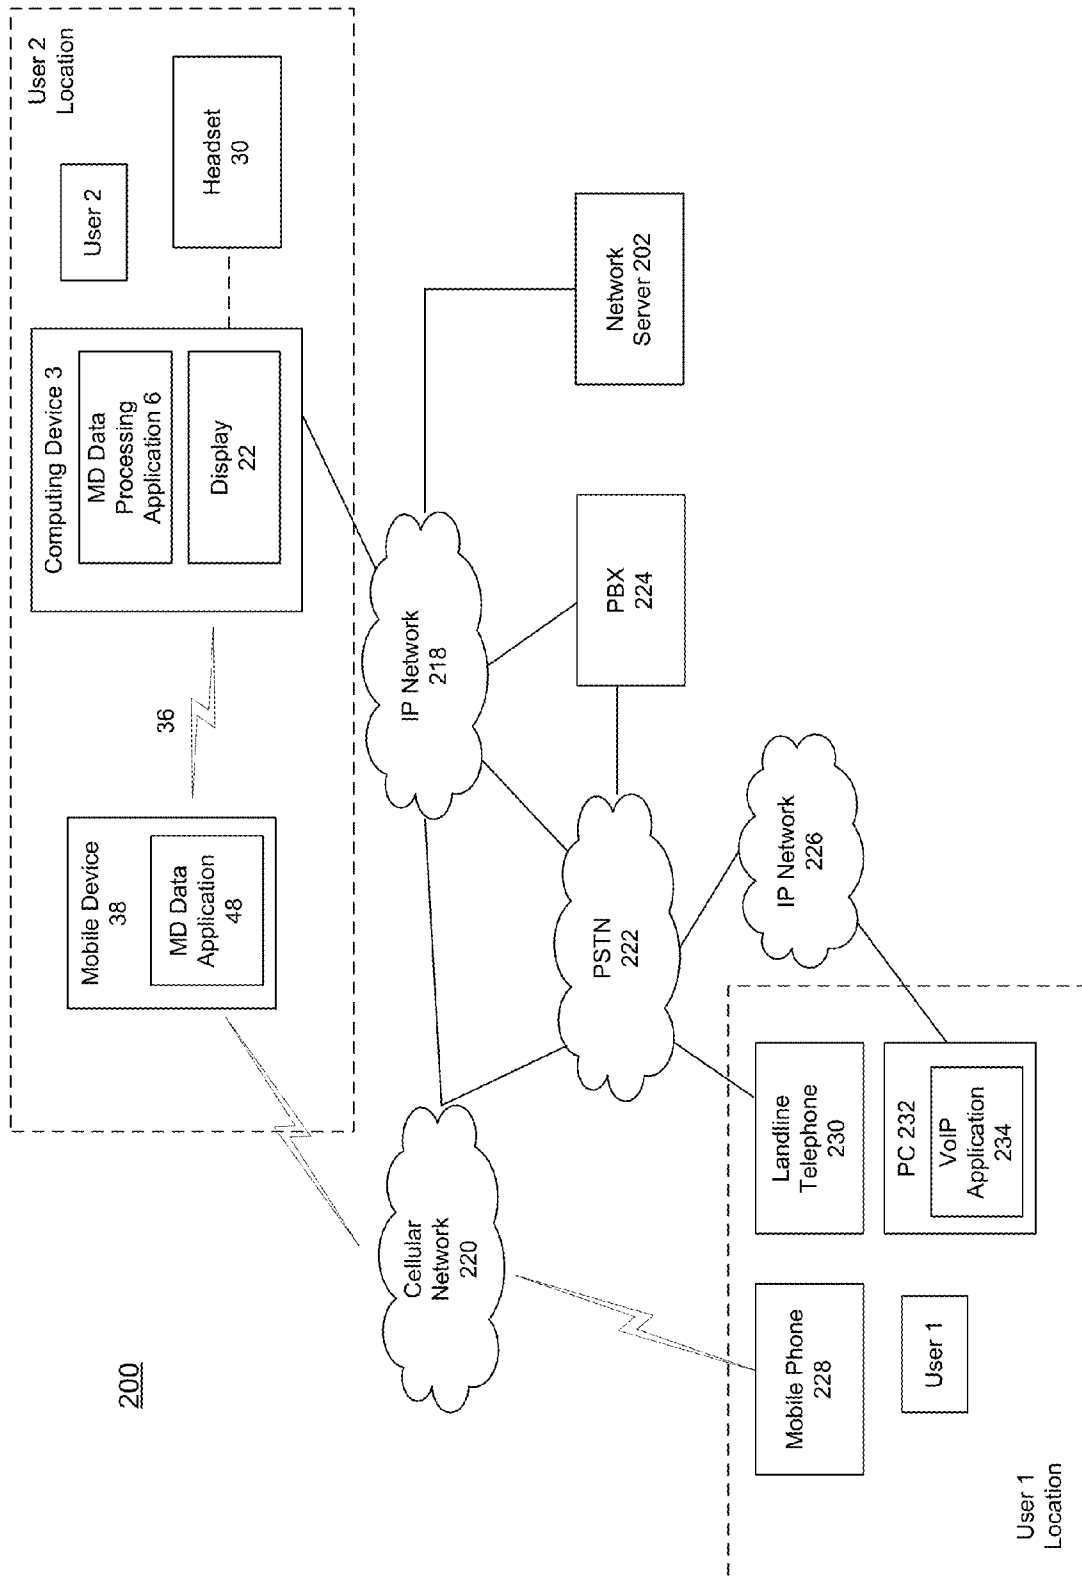 200
User 2
Location
Mobile Device
38
MD Data
Application
48
36
Computing Device 3
MD Data
Processing
Application 6
Display
22
User 2
Headset
30
Cellular
Network
220
IP Network
218
PSTN
222
PBX
224
Network
Server 202
IP Network
226
User 1
Location
Mobile Phone
228
User 1
Landline
Telephone
230
PC 232
VoIP
Application
234